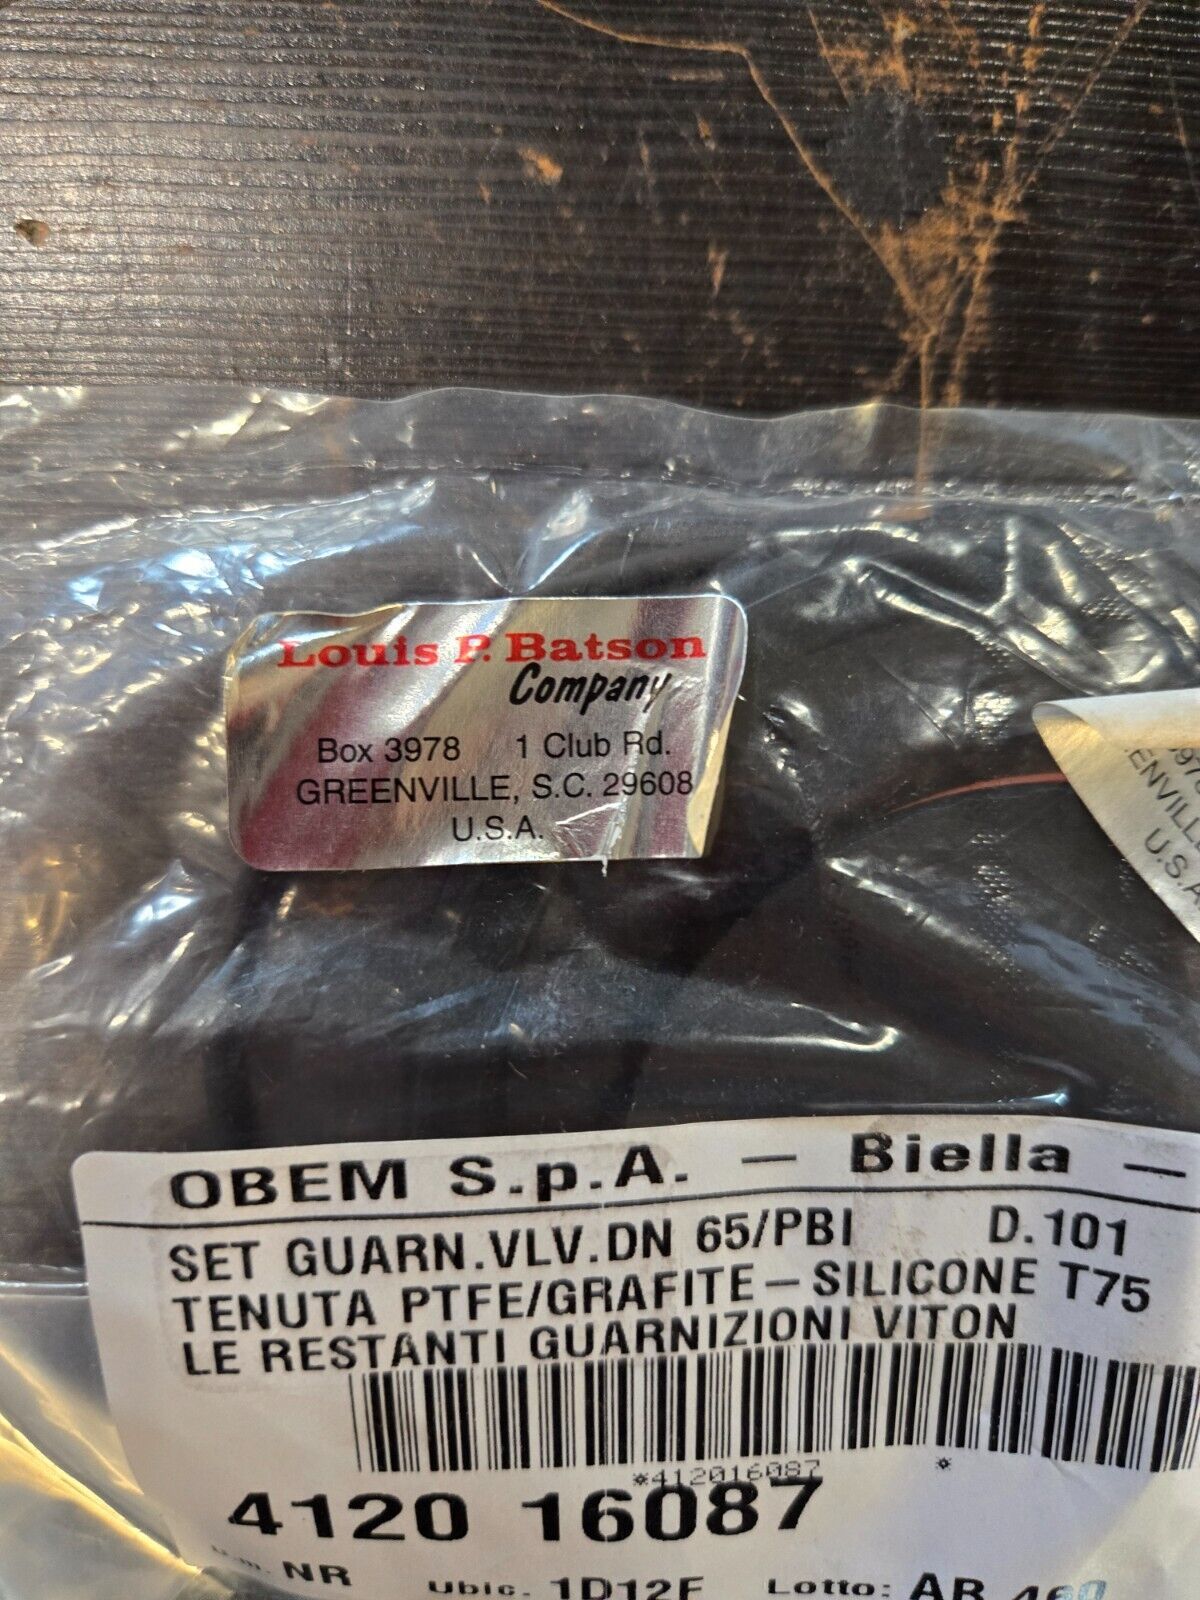 Louis P. Batson
Company
Box 3978 1 Club Rd.
GREENVILLE, S.C. 29608
U.S.A.
U.S.A
OBEM S.p.A. — Biella —
SET GUARN.VLV.DN 65/PBI D.101
TENUTA PTFE/GRAFITE-SILICONE T75
LE RESTANTI GUARNIZIONI VITON
*412016087 *
4120 16087
u.m. NR Ubic. 1D12F Lotto: AR